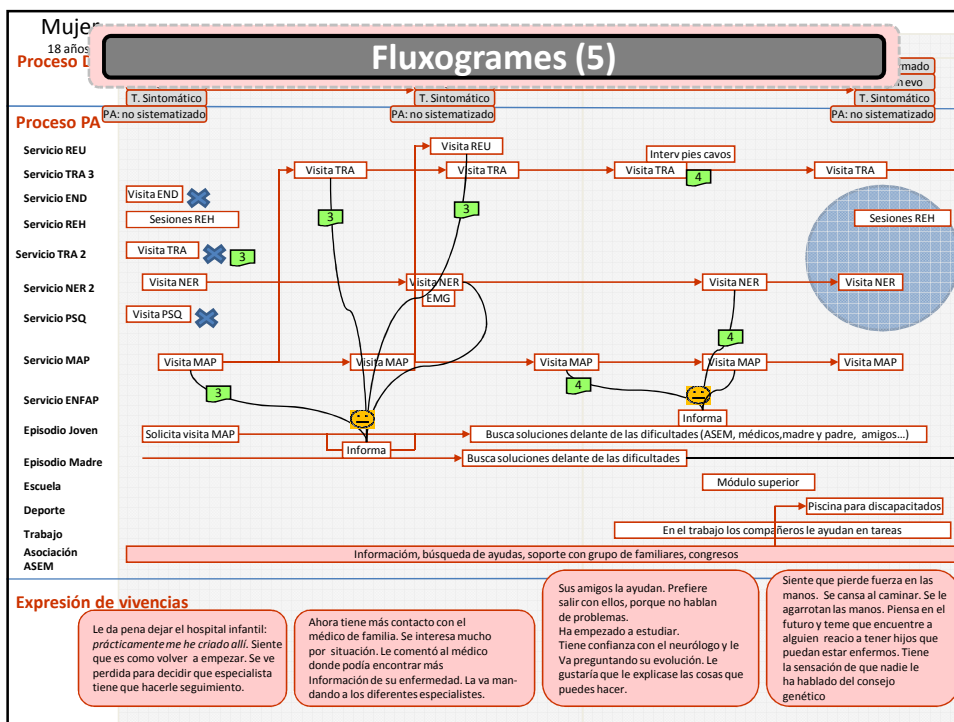 Mujer
18 años
Fluxogrames (5)
Proceso D
rmado
evo
T. Sintomático
T. Sintomático
T. Sintomático
PA: no sistematizado
PA: no sistematizado
PA: no sistematizado
Proceso PA
Servicio REU
Visita REU
Interv pies cavos
Servicio TRA 3
Visita TRA
Visita TRA
Visita TRA
4
Visita TRA
Servicio END
Visita END
3
3
Servicio REH
Sesiones REH
Sesiones REH
Servicio TRA 2
Visita TRA
3
Servicio NER 2
Visita NER
Visita NER
EMG
Visita NER
Visita NER
Servicio PSQ
Visita PSQ
4
Servicio MAP
Visita MAP
Visita MAP
Visita MAP
Visita MAP
Visita MAP
3
4
Servicio ENFAP
Informa
Episodio Joven
Solicita visita MAP
Informa
Busca soluciones delante de las dificultades (ASEM, médicos,madre y padre, amigos...)
Episodio Madre
Busca soluciones delante de las dificultades
Escuela
Módulo superior
Deporte
Piscina para discapacitados
Trabajo
En el trabajo los compañeros le ayudan en tareas
Asociación
ASEM
Informacióm, búsqueda de ayudas, soporte con grupo de familiares, congresos
Expresión de vivencias
Le da pena dejar el hospital infantil:
prácticamente me he criado allí. Siente
que es como volver a empezar. Se ve
perdida para decidir que especialista
tiene que hacerle seguimiento.
Ahora tiene más contacto con el
médico de familia. Se interesa mucho
por situación. Le comentó al médico
donde podía encontrar más
Información de su enfermedad. La va man-
dando a los diferentes especialistes.
Sus amigos la ayudan. Prefiere
salir con ellos, porque no hablan
de problemas.
Ha empezado a estudiar.
Tiene confianza con el neurólogo y le
Va preguntando su evolución. Le
gustaría que le explicase las cosas que
puedes hacer.
Siente que pierde fuerza en las
manos. Se cansa al caminar. Se le
agarrotan las manos. Piensa en el
futuro y teme que encuentre a
alguien reacio a tener hijos que
puedan estar enfermos. Tiene
la sensación de que nadie le
ha hablado del consejo
genético